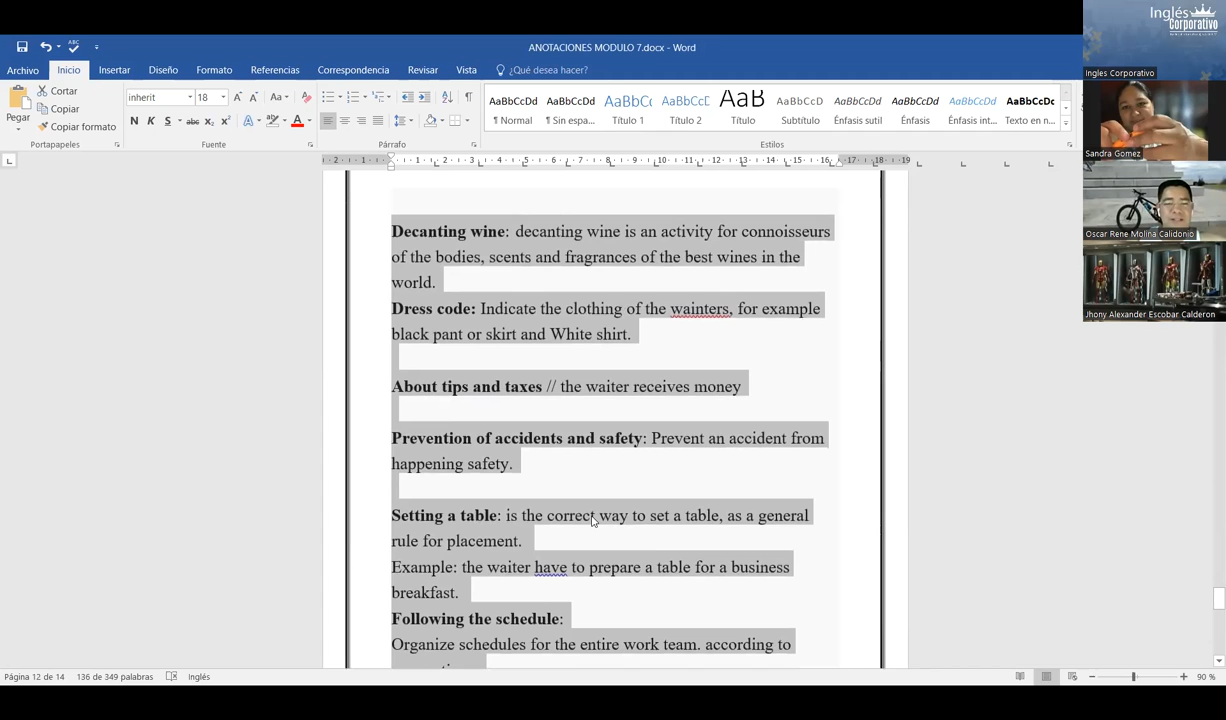 ANOTACIONES MODULO 7.docx - Word
Archivo
Inicio
Insertar
Diseño
Formato
Referencias
Correspondencia
Revisar
Vista
¿Qué desea hacer?
Pegar
Cortar
Copiar
Copiar formato
Portapapeles
inherit
18
Aa
N K S abc x₂ x²
Fuente
Párrafo
AaBbCcDd
¶ Normal
AaBbCcDd
¶ Sin espa...
AaBbCc
Título 1
AaBbCcC
Título 2
AaB
Título
AaBbCcD
Subtítulo
AaBbCcDd
Énfasis sutil
AaBbCcDd
Énfasis
AaBbCcDd
Énfasis int...
AaBbCcDc
Texto en n...
Estilos
Decanting wine: decanting wine is an activity for connoisseurs
of the bodies, scents and fragrances of the best wines in the
world.
Dress code: Indicate the clothing of the wainters, for example
black pant or skirt and White shirt.
About tips and taxes // the waiter receives money
Prevention of accidents and safety: Prevent an accident from
happening safety.
Setting a table: is the correct way to set a table, as a general
rule for placement.
Example: the waiter have to prepare a table for a business
breakfast.
Following the schedule:
Organize schedules for the entire work team. according to
Página 12 de 14
136 de 349 palabras
Inglés
90 %
Inglés
Corporativo
Ingles Corporativo
Sandra Gomez
Oscar Rene Molina Calidonio
Jhony Alexander Escobar Calderon